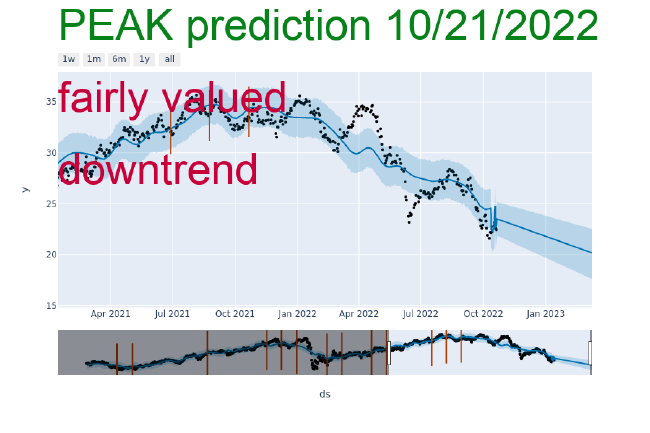 PEAK prediction 10/21/2022
1w 1m 6m 1y all
fairly valued
downtrend
35
30
25
20
15
y
Apr 2021 Jul 2021 Oct 2021 Jan 2022 Apr 2022 Jul 2022 Oct 2022 Jan 2023
ds